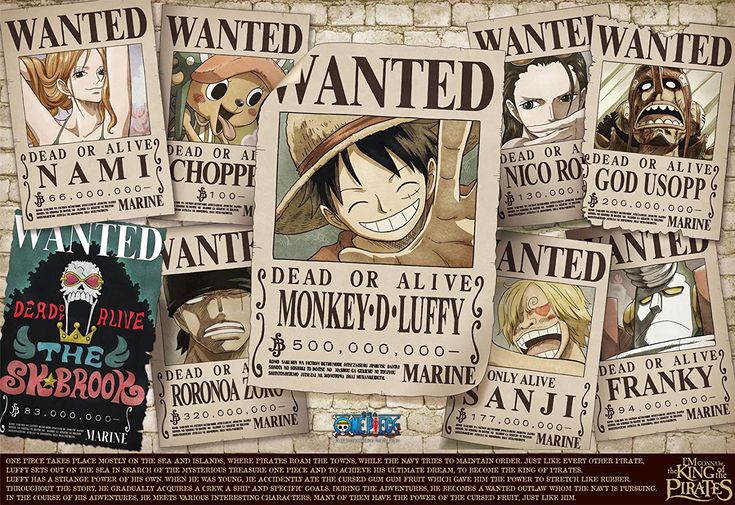 WANTED
DEAD OR ALIVE
NAMI
66,000,000-
MARINE
WANTED
DEAD OR ALIVE
CHOPPE
100-
WANTED
DEAD OR ALIVE
MONKEY·D·LUFFY
500,000,000-
MARINE
WANTED
DEAD OR ALIVE
NICO RO
130,000,
WANTED
DEAD OR ALIVE
GOD USOPP
200,000,000-
MARINE
WANTED
DEAD OR ALIVE
THE
SK·BROOK
83,000,000-
MARINE
WANTED
DEAD OR ALIVE
RORONOA ZORO
320,000,000-
MARINE
WANTED
ONLY ALIVE
SANJI
177,000,000-
MARINE
WANTED
DEAD OR ALIVE
FRANKY
94,000,000-
MARINE
ONE PIECE
ONE PIECE TAKES PLACE MOSTLY ON THE SEA AND ISLANDS, WHERE PIRATES ROAM THE TOWNS, WHILE THE NAVY TRIES TO MAINTAIN ORDER. JUST LIKE EVERY OTHER PIRATE,
LUFFY SETS OUT ON THE SEA IN SEARCH OF THE MYSTERIOUS TREASURE ONE PIECE AND TO ACHIEVE HIS ULTIMATE DREAM, TO BECOME THE KING OF PIRATES.
LUFFY HAS A STRANGE POWER OF HIS OWN. WHEN HE WAS YOUNG, HE ACCIDENTLY ATE THE CURSED GUM GUM FRUIT WHICH GAVE HIM THE POWER TO STRETCH LIKE RUBBER.
THROUGHOUT THE STORY, HE GRADUALLY ACQUIRES A CREW, A SHIP AND SPECIFIC GOALS. DURING THE ADVENTURES, HE BECOMES A WANTED OUTLAW WHOM THE NAVY IS PURSUING.
IN THE COURSE OF HIS ADVENTURES, HE MEETS VARIOUS INTERESTING CHARACTERS; MANY OF THEM HAVE THE POWER OF THE CURSED FRUIT, JUST LIKE HIM.
I'M GONNA be
the KING of
the PIRATES